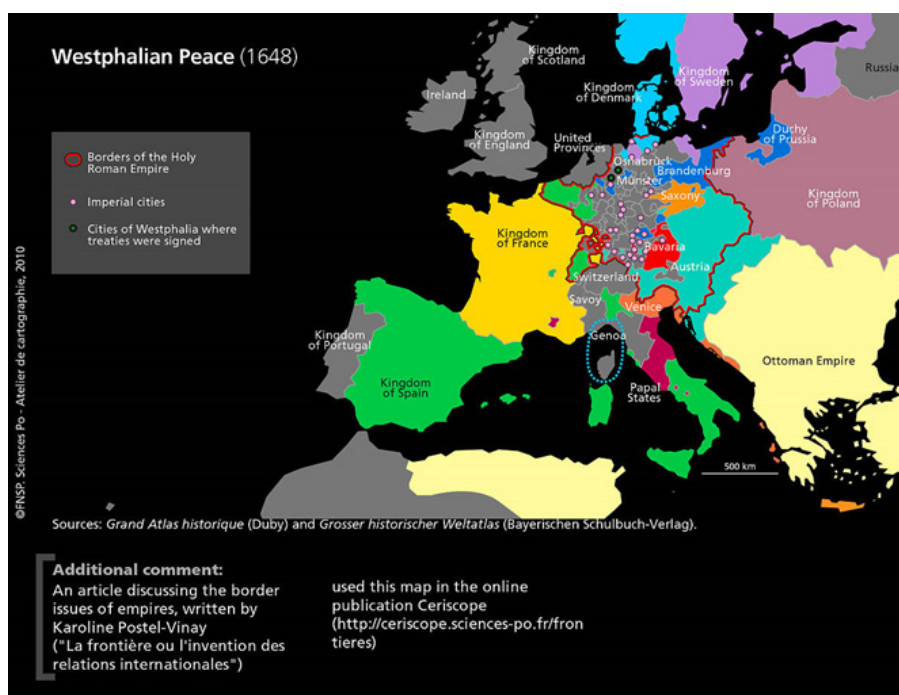 Westphalian Peace (1648)
Borders of the Holy
Roman Empire
Imperial cities
Cities of Westphalia where
treaties were signed
Kingdom
of Scotland
Ireland
Kingdom
of England
United
Provinces
Kingdom
of Denmark
Kingdom
of Sweden
Russia
Duchy
of Prussia
Osnabrück
Münster
Brandenburg
Saxony
Kingdom
of Poland
Kingdom
of France
Bavaria
Austria
Switzerland
Savoy
Venice
Genoa
Kingdom
of Portugal
Kingdom
of Spain
Papal
States
Ottoman Empire
500 km
©FNSP. Sciences Po - Atelier de cartographie, 2010
Sources: Grand Atlas historique (Duby) and Grosser historischer Weltatlas (Bayerischen Schulbuch-Verlag).
Additional comment:
An article discussing the border
issues of empires, written by
Karoline Postel-Vinay
("La frontière ou l'invention des
relations internationales")
used this map in the online
publication Ceriscope
(http://ceriscope.sciences-po.fr/fron
tieres)